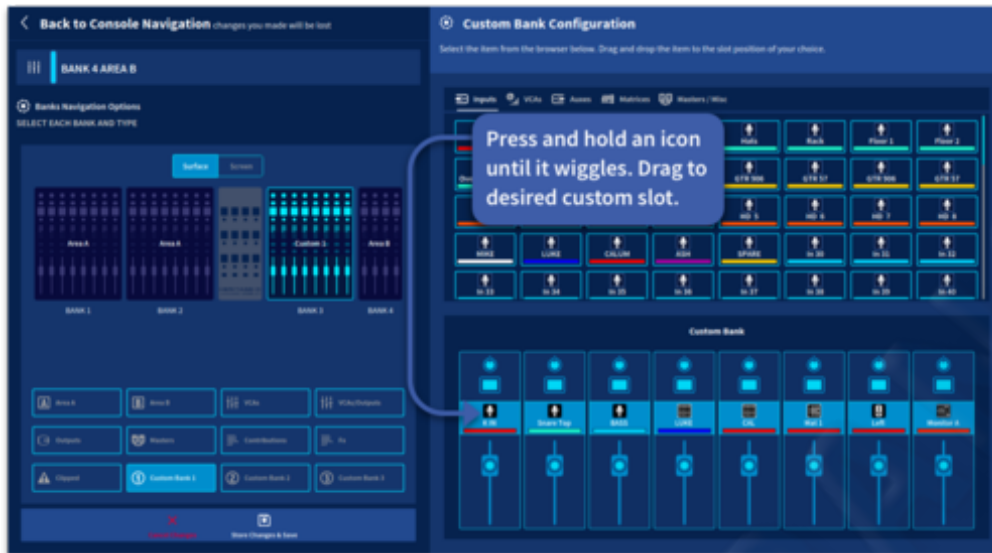 Back to Console Navigation changes you made will be lost
BANK 4 AREA B
Banks Navigation Options
SELECT EACH BANK AND TYPE
Surface Screen
Area A Area A Custom 1 Area B
BANK 1 BANK 2 BANK 3 BANK 4
Area A Area B VCAs VCAs/Outputs
Outputs Masters Contributions Fx
Clipped Custom Bank 1 Custom Bank 2 Custom Bank 3
Store Changes & Save
Custom Bank Configuration
Select the item from the browser below. Drag and drop the item to the slot position of your choice.
Inputs VCAs Auxes Matrices Masters / Misc
Press and hold an icon
until it wiggles. Drag to
desired custom slot.
Hats Rack Floor 1 Floor 2
GTR 906 GTR 57 GTR 906 GTR 57
HD 5 HD 6 HD 7 HD 8
MIKE LUKE CALUM ASH SPARE In 30 In 31 In 32
In 33 In 34 In 35 In 36 In 37 In 38 In 39 In 40
Custom Bank
K IN Snare Top BASS LUKE CAL Mat 1 Left Monitor A